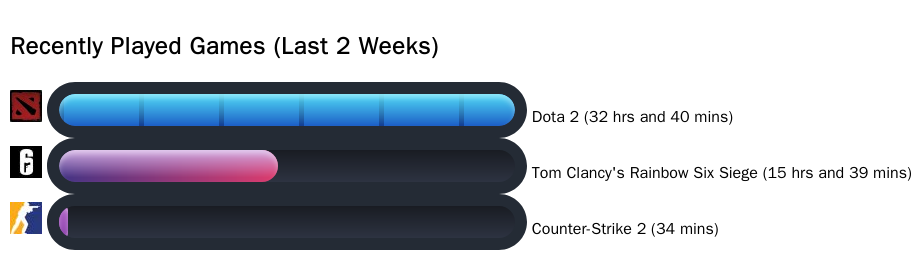 Recently Played Games (Last 2 Weeks)
Dota 2 (32 hrs and 40 mins)
Tom Clancy's Rainbow Six Siege (15 hrs and 39 mins)
Counter-Strike 2 (34 mins)